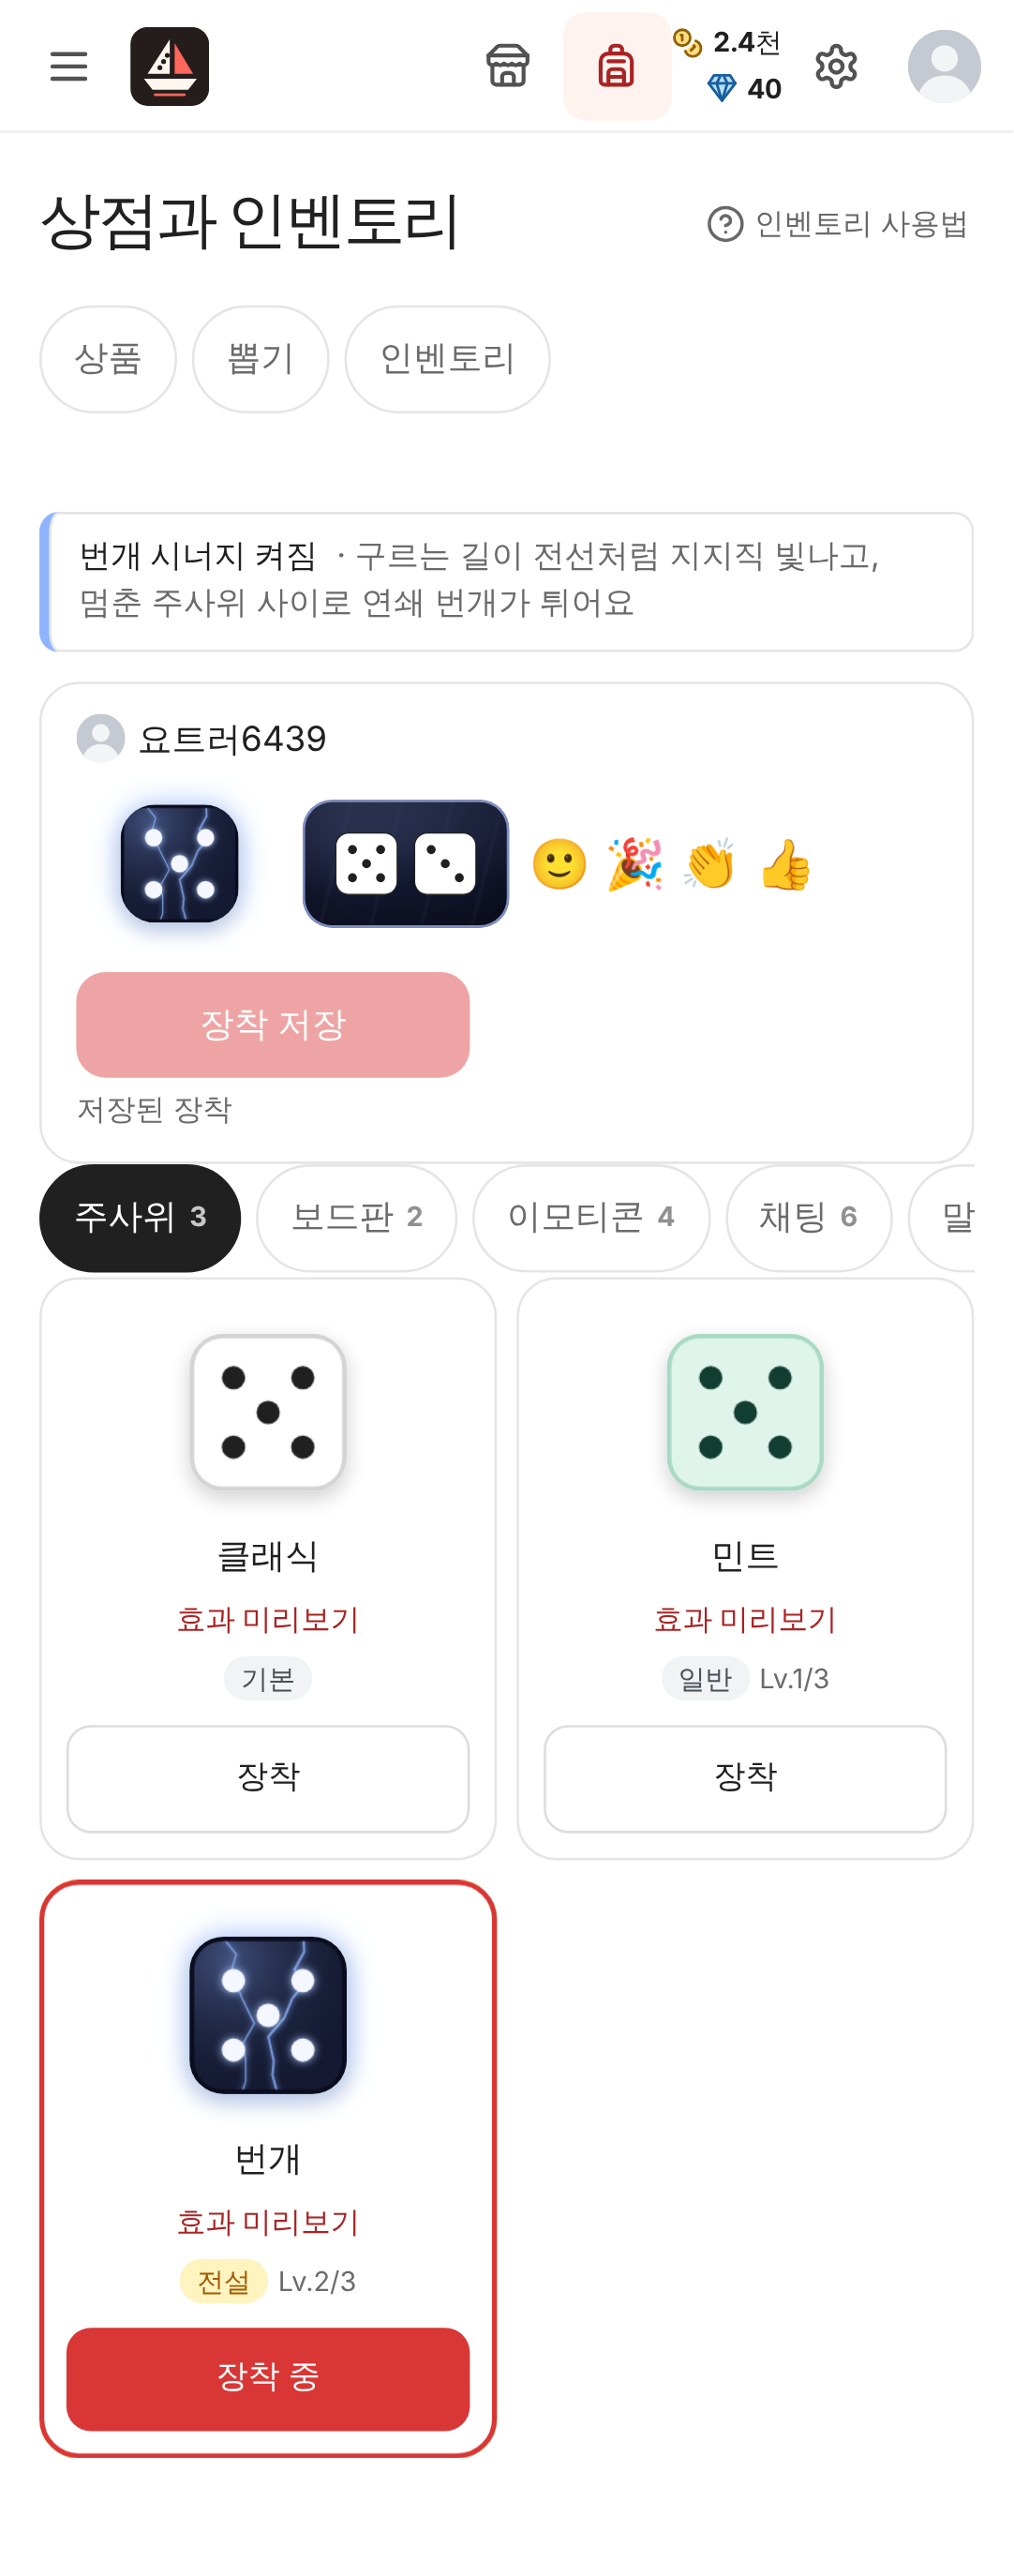 2.4천
40
상점과 인벤토리
인벤토리 사용법
상품
뽑기
인벤토리
번개 시너지 켜짐 · 구르는 길이 전선처럼 지지직 빛나고,
멈춘 주사위 사이로 연쇄 번개가 튀어요
요트러6439
장착 저장
저장된 장착
주사위 3
보드판 2
이모티콘 4
채팅 6
말
클래식
효과 미리보기
기본
장착
민트
효과 미리보기
일반 Lv.1/3
장착
번개
효과 미리보기
전설 Lv.2/3
장착 중